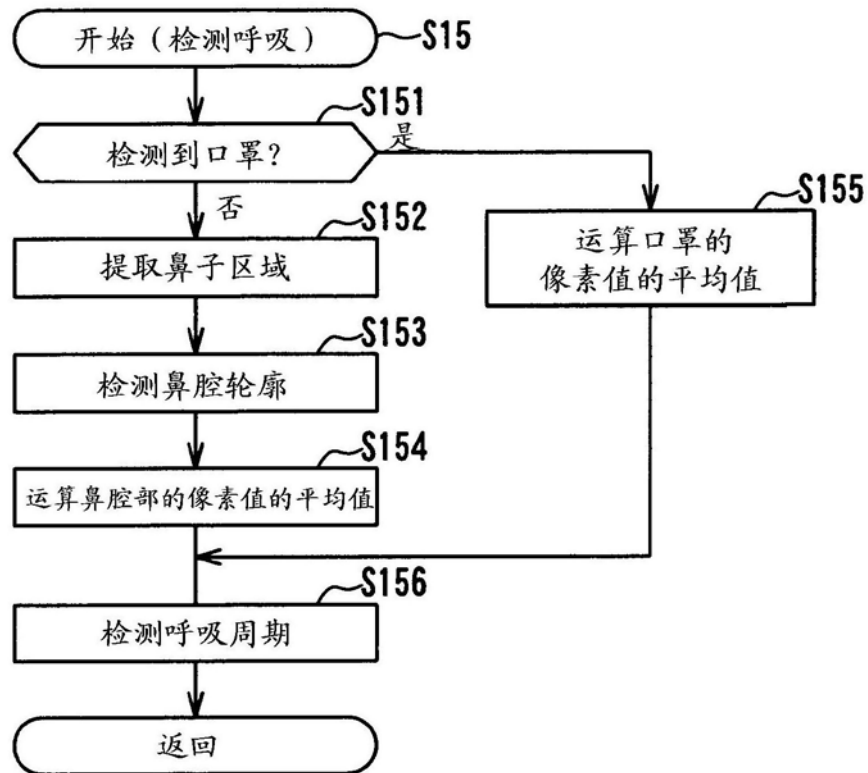 开始（检测呼吸）
S15
S151
检测到口罩？
是
否
S152
提取鼻子区域
S155
运算口罩的
像素值的平均值
S153
检测鼻腔轮廓
S154
运算鼻腔部的像素值的平均值
S156
检测呼吸周期
返回